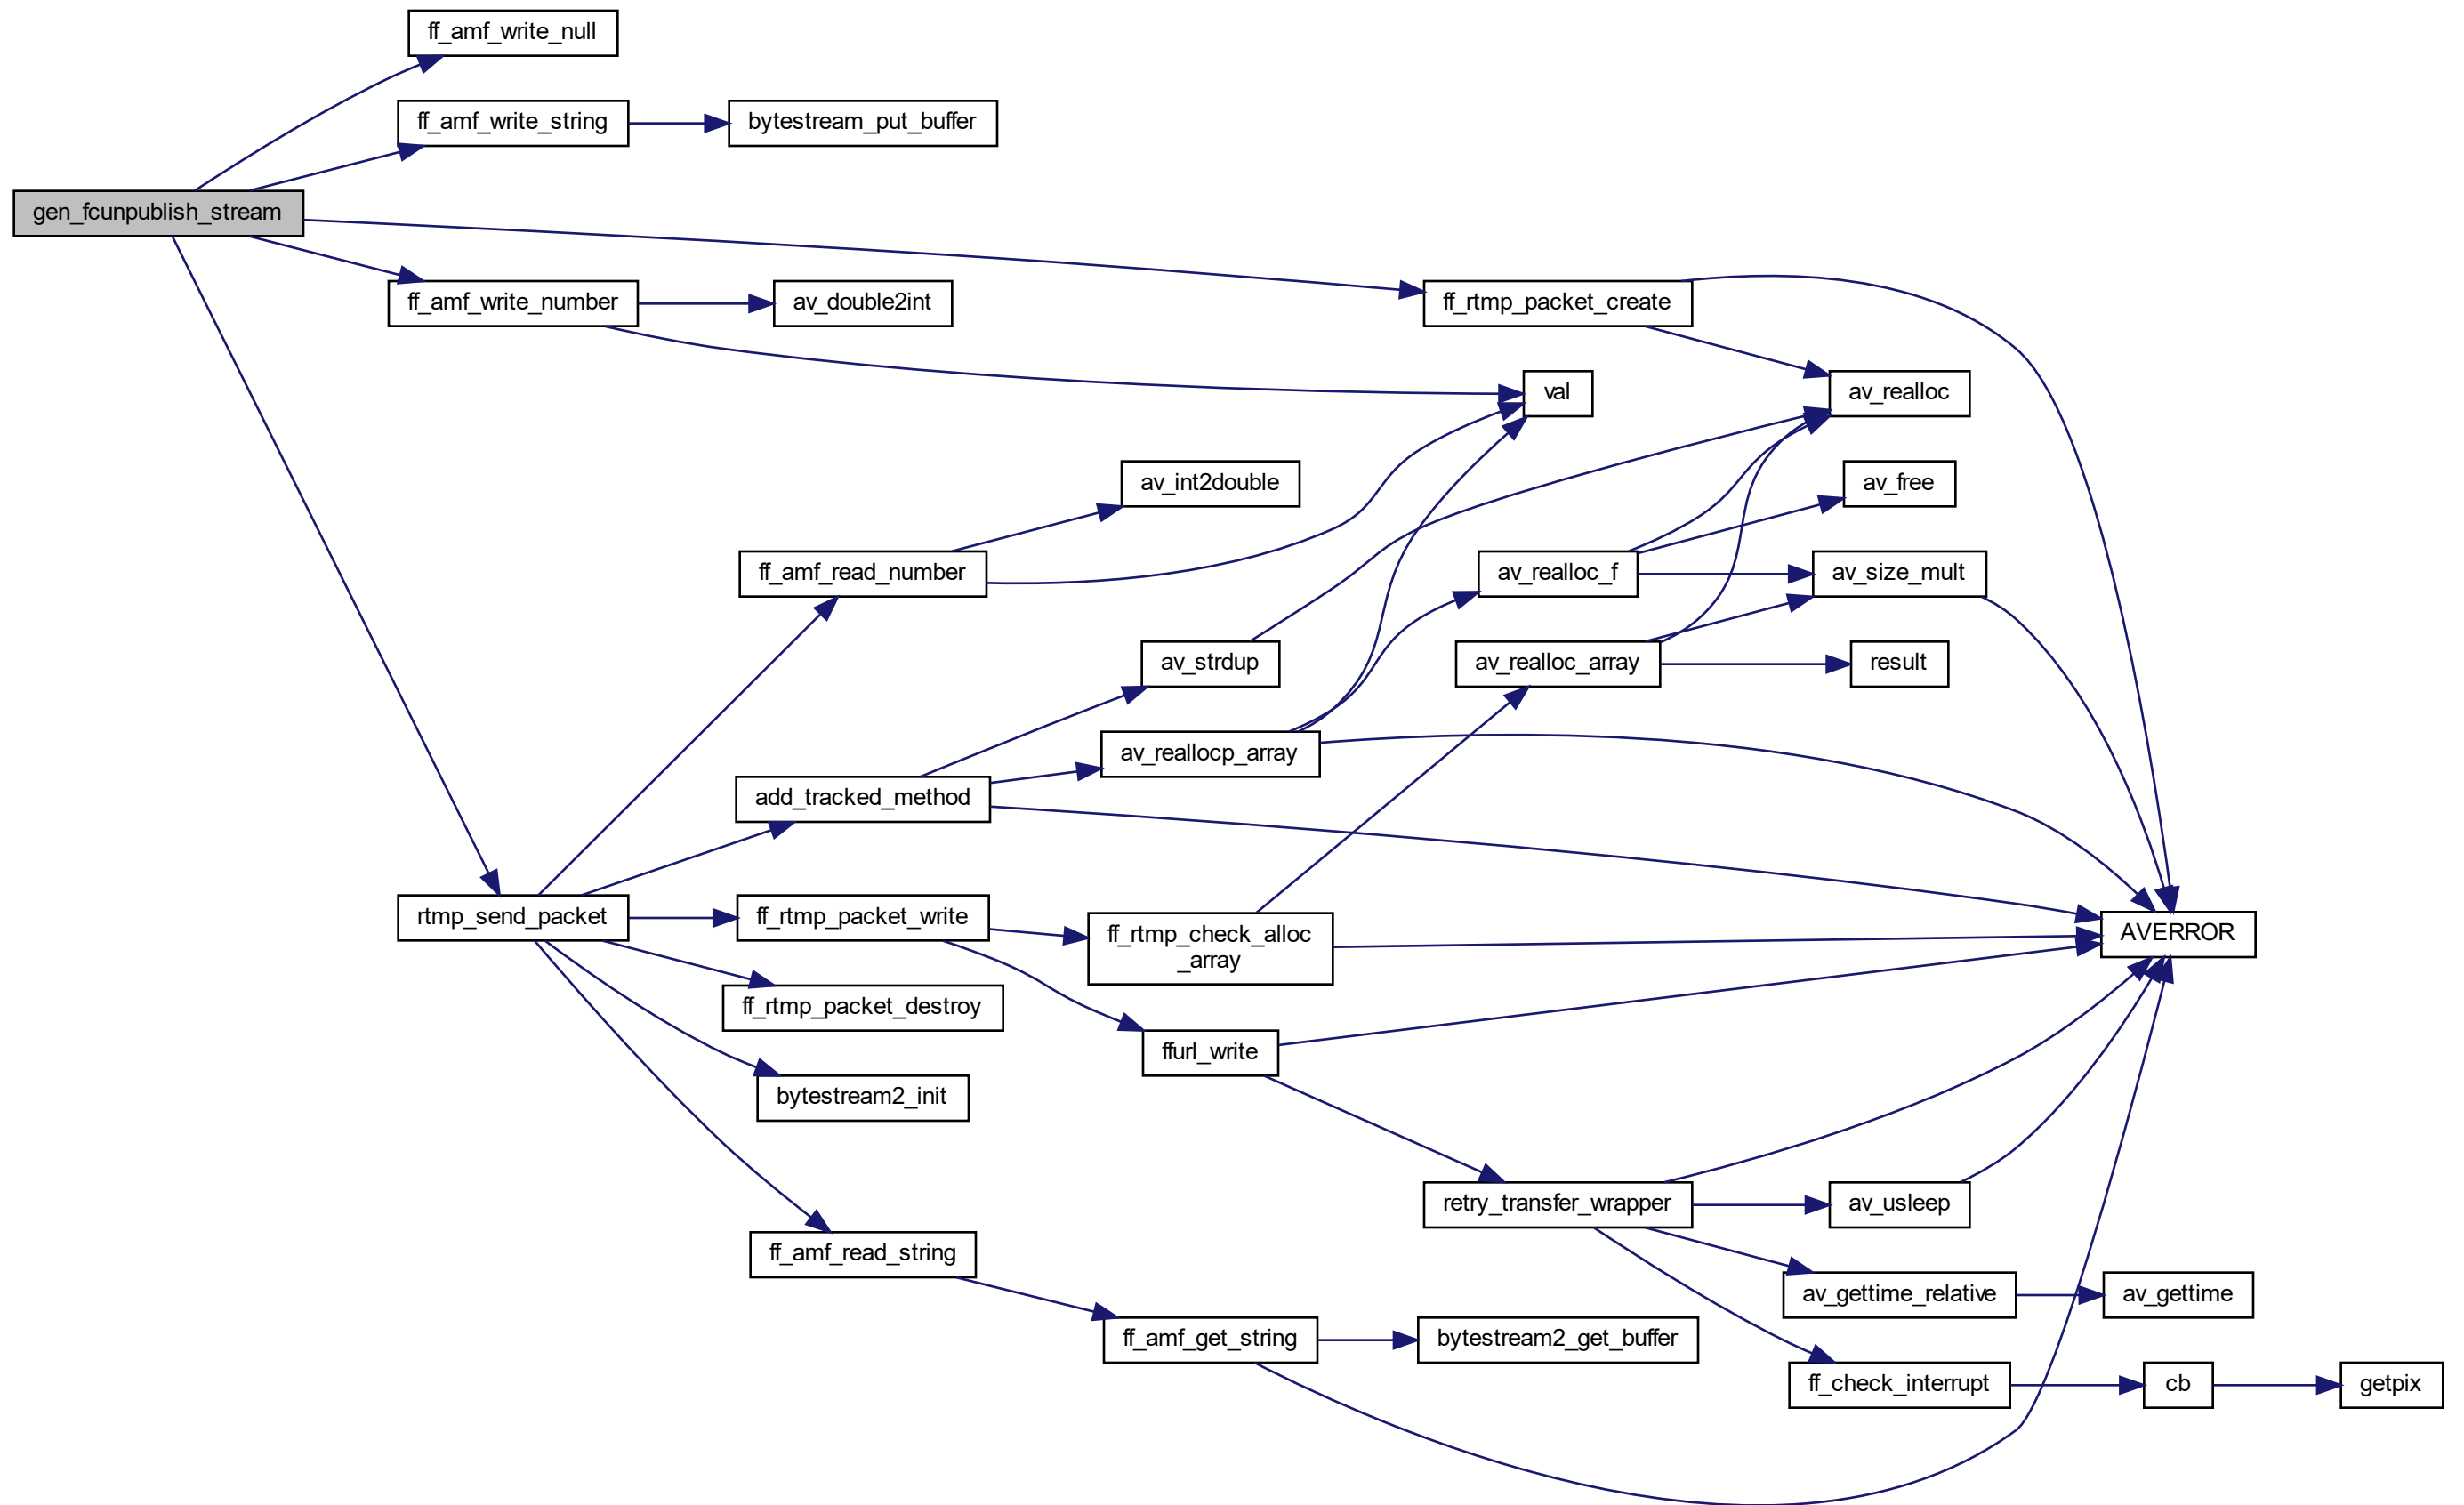 ff_amf_write_null
ff_amf_write_string
bytestream_put_buffer
gen_fcunpublish_stream
ff_amf_write_number
av_double2int
ff_rtmp_packet_create
val
av_realloc
av_int2double
av_free
ff_amf_read_number
av_realloc_f
av_size_mult
av_strdup
av_realloc_array
result
av_reallocp_array
add_tracked_method
rtmp_send_packet
ff_rtmp_packet_write
ff_rtmp_check_alloc
_array
AVERROR
ff_rtmp_packet_destroy
ffurl_write
bytestream2_init
retry_transfer_wrapper
av_usleep
ff_amf_read_string
av_gettime_relative
av_gettime
ff_amf_get_string
bytestream2_get_buffer
ff_check_interrupt
cb
getpix